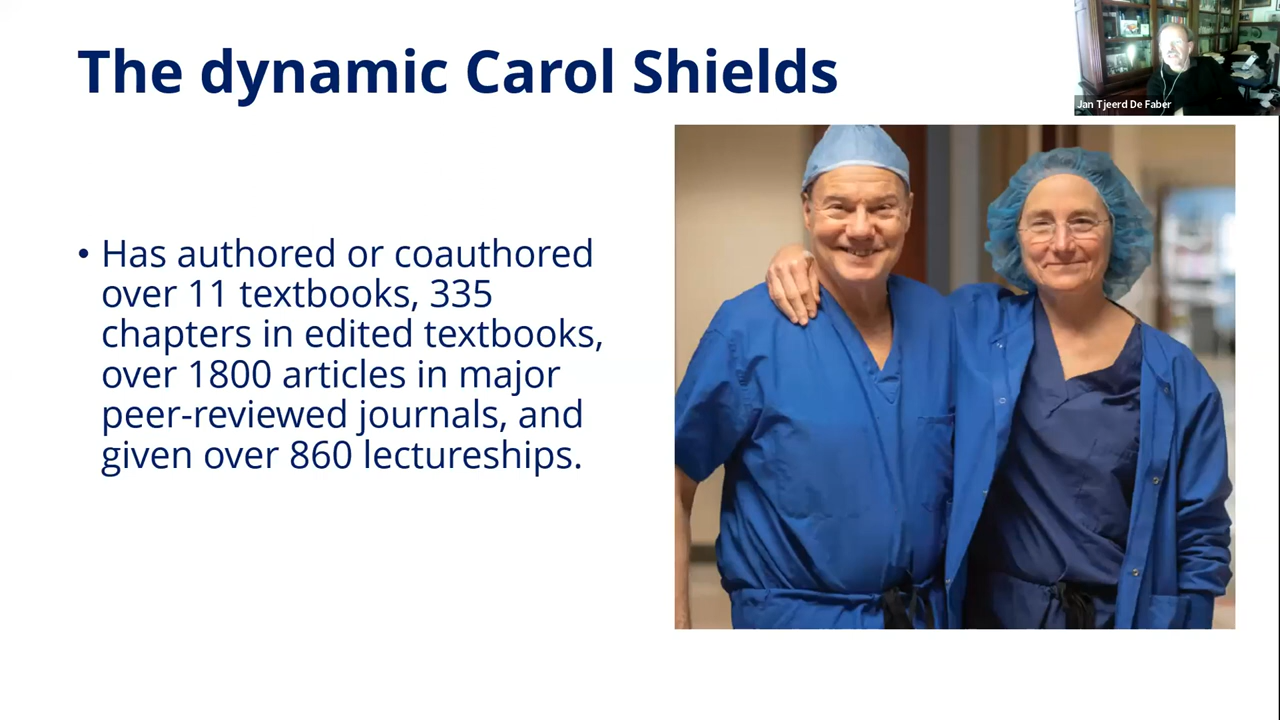 The dynamic Carol Shields
Jan Tjeerd De Faber
• Has authored or coauthored
over 11 textbooks, 335
chapters in edited textbooks,
over 1800 articles in major
peer-reviewed journals, and
given over 860 lectureships.